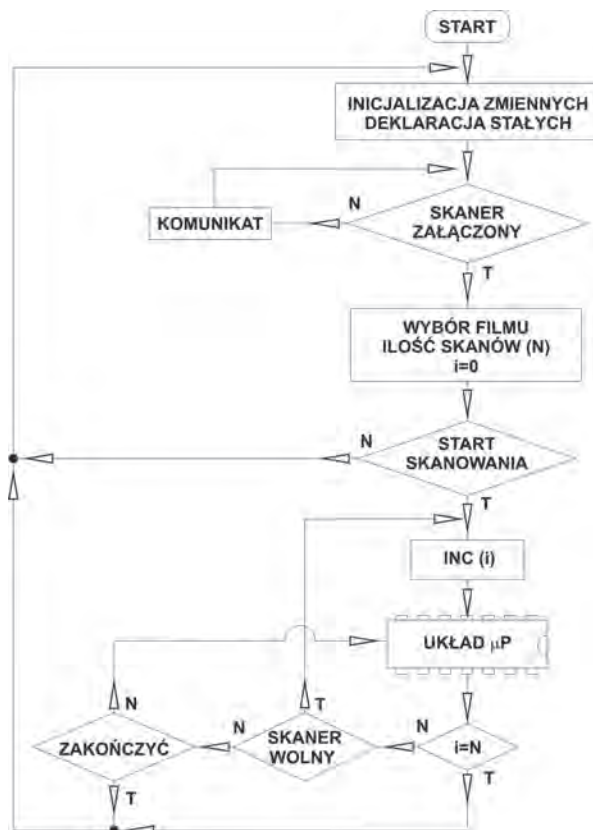 START
INICJALIZACJA ZMIENNYCH
DEKLARACJA STAŁYCH
N
KOMUNIKAT
SKANER
ZAŁĄCZONY
T
WYBÓR FILMU
ILOŚĆ SKANÓW (N)
i=0
N
START
SKANOWANIA
T
INC (i)
UKŁAD μP
N
T
ZAKOŃCZYĆ
N
SKANER
WOLNY
N
i=N
T
T